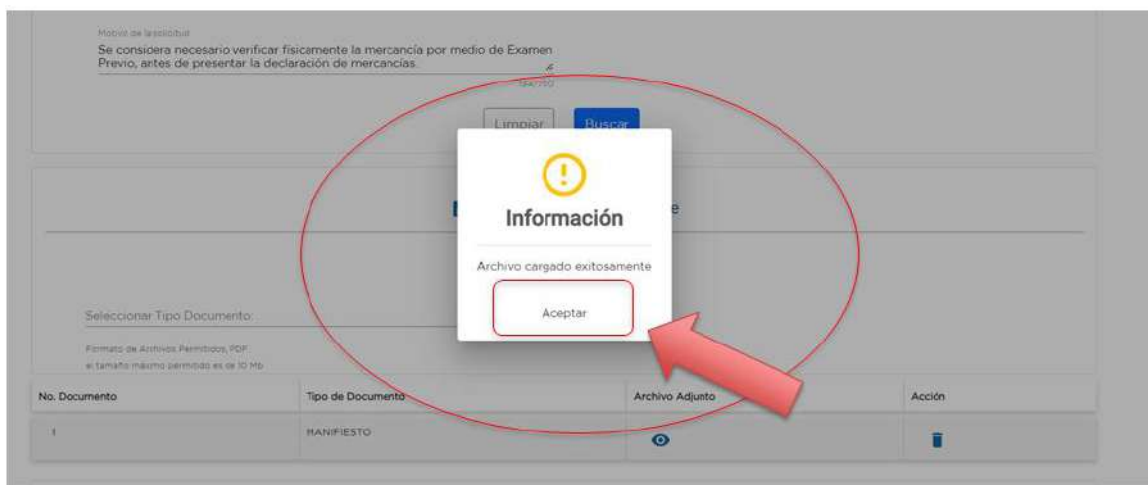 Motivo de la solicitud
Se considera necesario verificar físicamente la mercancía por medio de Examen
Previo, antes de presentar la declaración de mercancías.
Limpiar Buscar
Información
Archivo cargado exitosamente
Aceptar
Seleccionar Tipo Documento:
Formato de Archivos Permitidos, PDF
el tamaño máximo permitido es de 10 Mb
No. Documento Tipo de Documento Archivo Adjunto Acción
1 MANIFIESTO